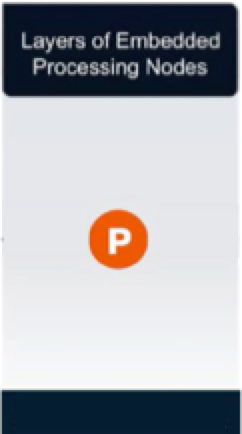 Layers of Embedded
Processing Nodes
P